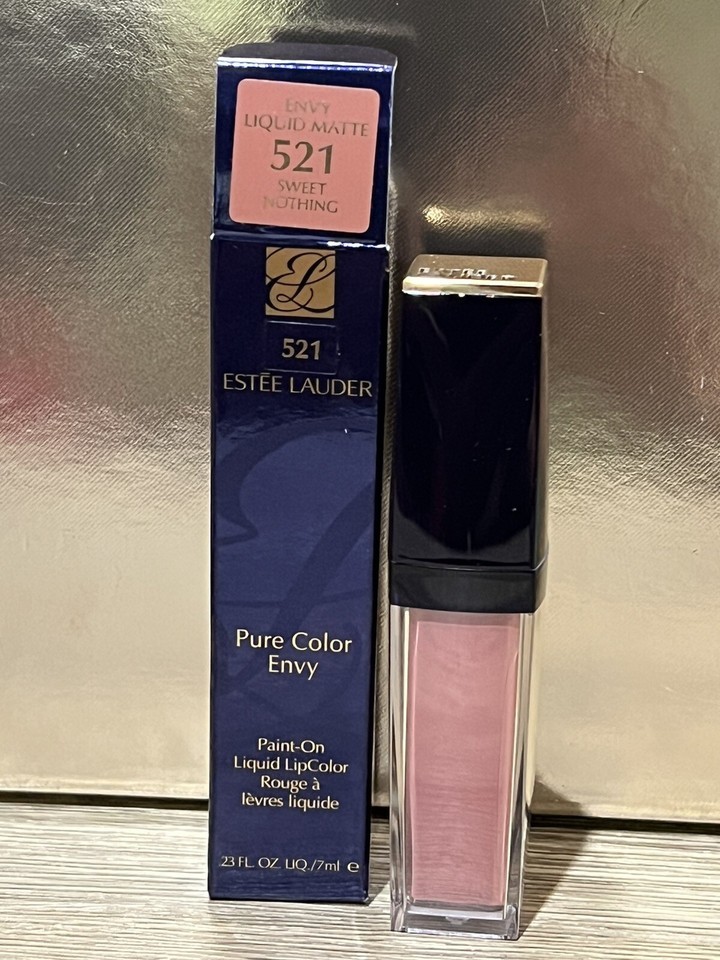 ENVY
LIQUID MATTE
521
SWEET
NOTHING
EL
521
ESTĒE LAUDER
Pure Color
Envy
Paint-On
Liquid LipColor
Rouge à
lèvres liquide
.23 FL. OZ. LIQ./7ml e